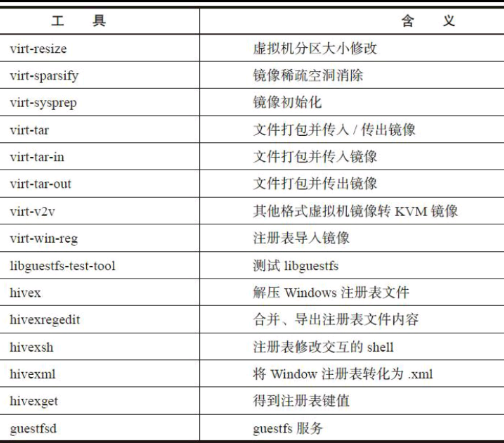 工 具 含 义
virt-resize 虚拟机分区大小修改
virt-sparsify 镜像稀疏空洞消除
virt-sysprep 镜像初始化
virt-tar 文件打包并传入 / 传出镜像
virt-tar-in 文件打包并传入镜像
virt-tar-out 文件打包并传出镜像
virt-v2v 其他格式虚拟机镜像转 KVM 镜像
virt-win-reg 注册表导入镜像
libguestfs-test-tool 测试 libguestfs
hivex 解压 Windows 注册表文件
hivexregedit 合并、导出注册表文件内容
hivexsh 注册表修改交互的 shell
hivexml 将 Window 注册表转化为 .xml
hivexget 得到注册表键值
guestfsd guestfs 服务